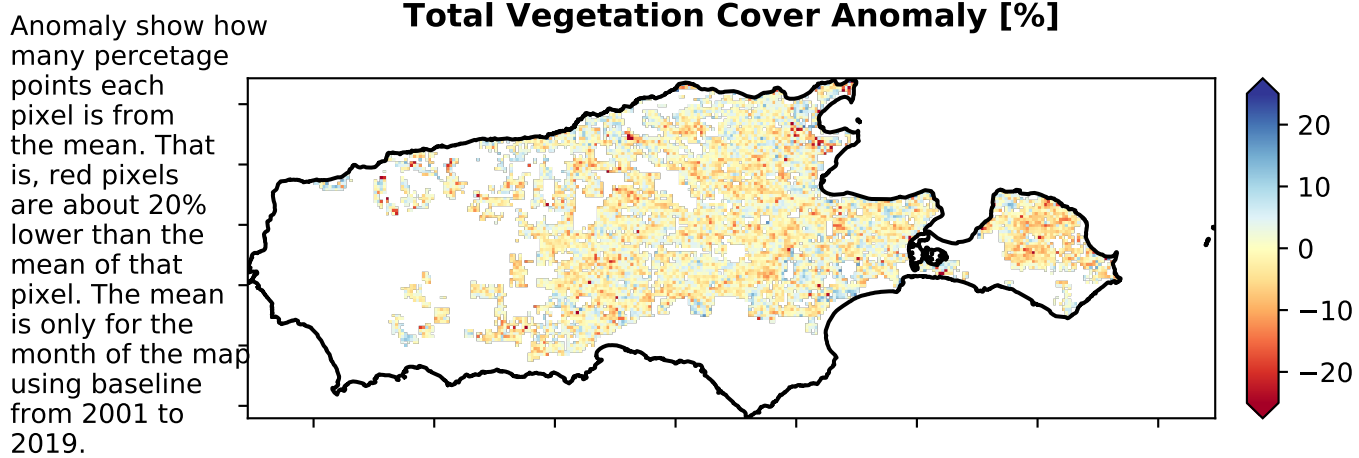 Total Vegetation Cover Anomaly [%]
Anomaly show how
many percetage
points each
pixel is from
the mean. That
is, red pixels
are about 20%
lower than the
mean of that
pixel. The mean
is only for the
month of the map
using baseline
from 2001 to
2019.
20
10
0
−10
−20